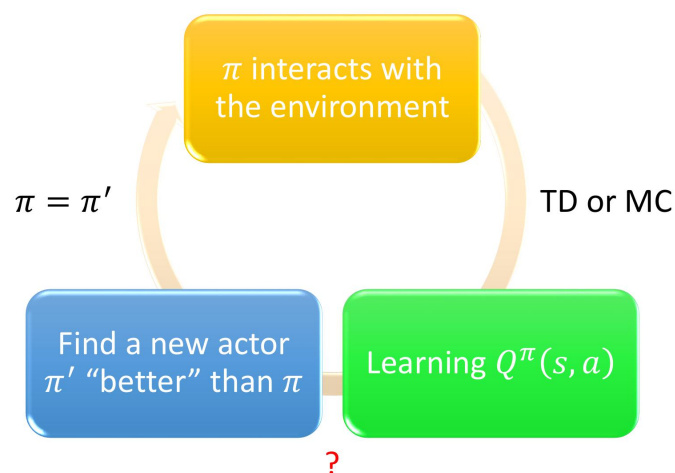 π interacts with
the environment
π = π′
TD or MC
Find a new actor
π′ “better” than π
Learning Q^π(s, a)
?